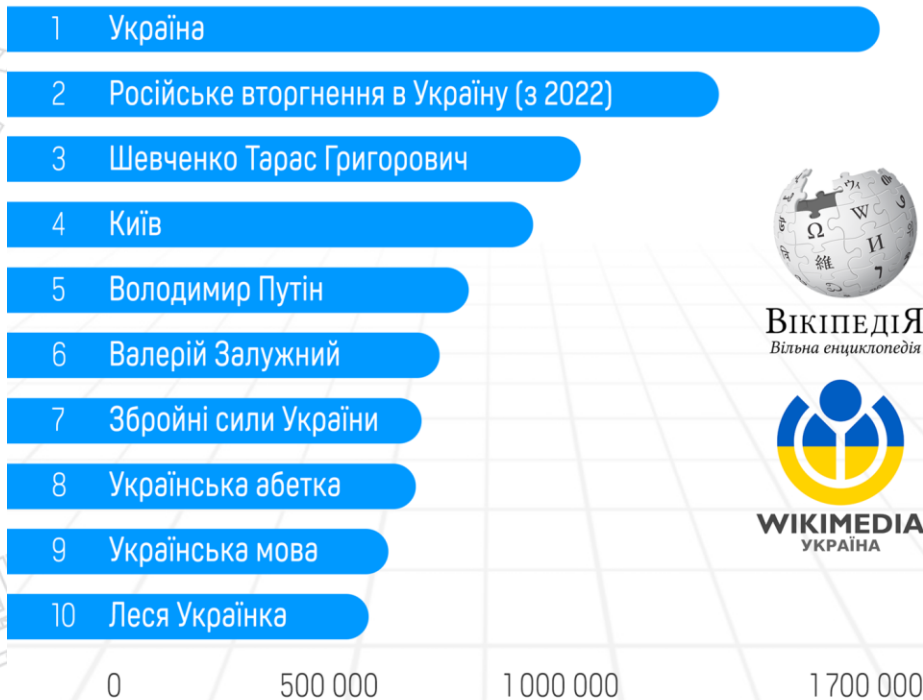 1 Україна
2 Російське вторгнення в Україну (з 2022)
3 Шевченко Тарас Григорович
4 Київ
5 Володимир Путін
6 Валерій Залужний
7 Збройні сили України
8 Українська абетка
9 Українська мова
10 Леся Українка
0 500 000 1 000 000 1 700 000
ВІКІПЕДІЯ
Вільна енциклопедія
WIKIMEDIA
УКРАЇНА